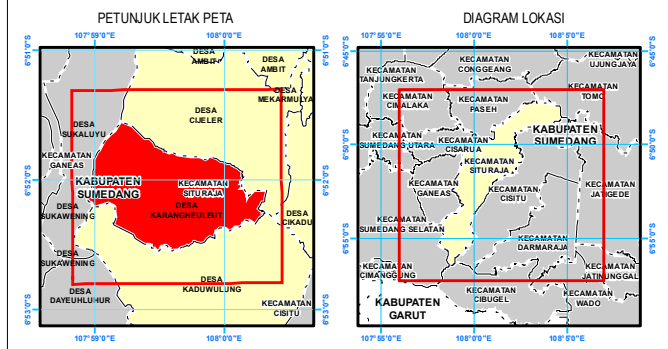 PETUNJUK LETAK PETA
107°59'0"E
108°0'0"E
6°51'0"S
6°51'0"S
DESA
AMBIT
DESA
AMBIT
DESA
MEKARMULYA
DESA
CIJELER
DESA
SUKALUYU
KECAMATAN
GANEAS
6°52'0"S
6°52'0"S
KABUPATEN
SUMEDANG
KECAMATAN
SITURAJA
DESA
KARANGHEULEUT
DESA
SUKAWENING
DESA
CIKADU
DESA
SUKAWENING
DESA
DAYEUHLUHUR
DESA
KADUWULUNG
KECAMATAN
CISITU
6°53'0"S
6°53'0"S
107°59'0"E
108°0'0"E
DIAGRAM LOKASI
107°55'0"E
108°0'0"E
108°5'0"E
6°45'0"S
6°45'0"S
KECAMATAN
UJUNGJAYA
KECAMATAN
CONGGEANG
KECAMATAN
TANJUNGKERTA
KECAMATAN
TOMO
KECAMATAN
CIMALAKA
KECAMATAN
PASEH
KABUPATEN
SUMEDANG
KECAMATAN
SUMEDANG UTARA
KECAMATAN
CISARUA
6°50'0"S
6°50'0"S
KECAMATAN
SITURAJA
KECAMATAN
GANEAS
KECAMATAN
CISITU
KECAMATAN
JATIGEDE
KECAMATAN
SUMEDANG SELATAN
KECAMATAN
DARMARAJA
6°55'0"S
6°55'0"S
KECAMATAN
CIMANGGUNG
KECAMATAN
JATINUNGGAL
KABUPATEN
GARUT
KECAMATAN
CIBUGEL
KECAMATAN
WADO
107°55'0"E
108°0'0"E
108°5'0"E